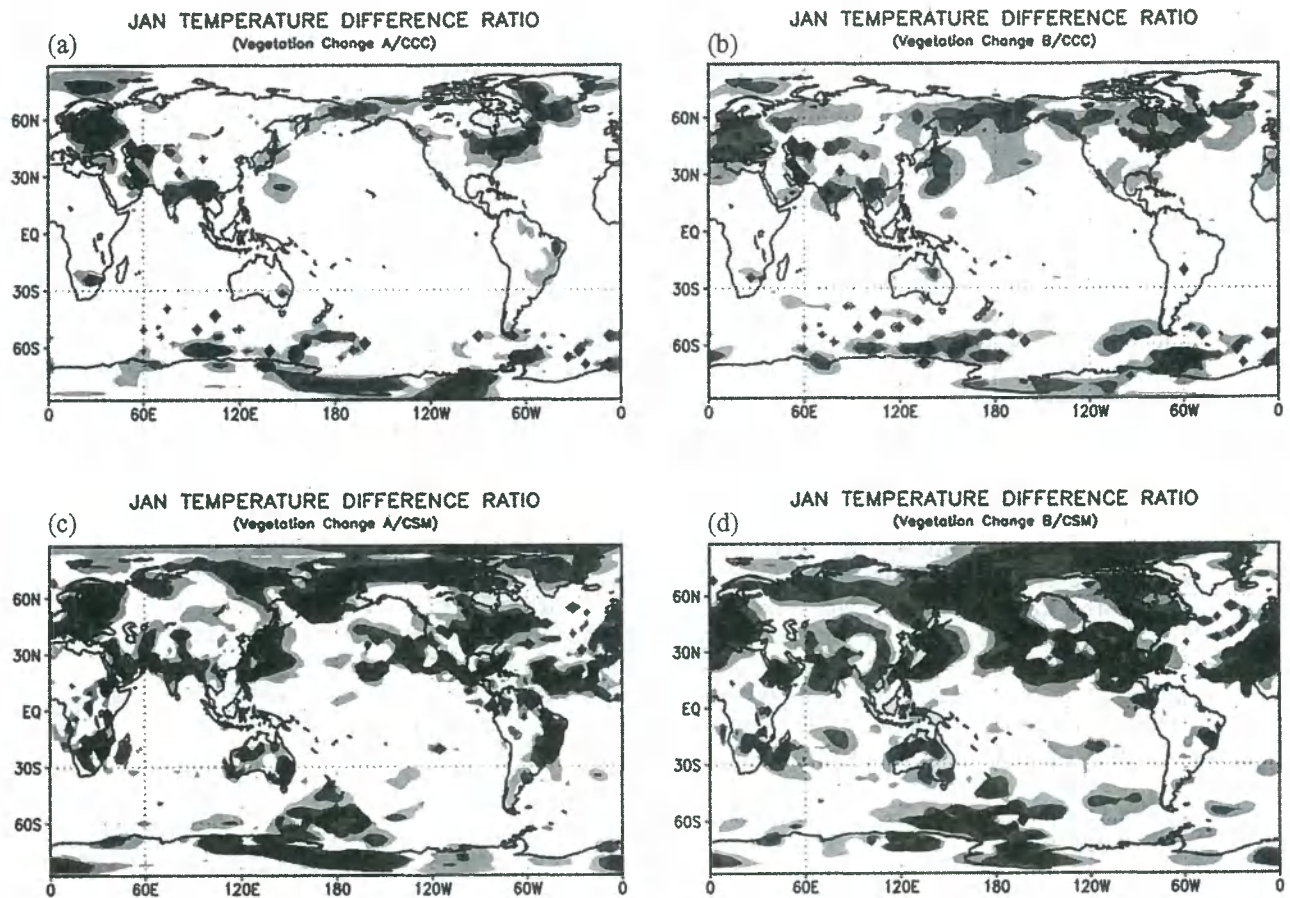 JAN TEMPERATURE DIFFERENCE RATIO
(a) (Vegetation Change A/CCC)
60N
30N
EQ
30S
60S
0 60E 120E 180 120W 60W 0
JAN TEMPERATURE DIFFERENCE RATIO
(b) (Vegetation Change B/CCC)
60N
30N
EQ
30S
60S
0 60E 120E 180 120W 60W 0
JAN TEMPERATURE DIFFERENCE RATIO
(c) (Vegetation Change A/CSM)
60N
30N
EQ
30S
60S
0 60E 120E 180 120W 60W 0
JAN TEMPERATURE DIFFERENCE RATIO
(d) (Vegetation Change B/CSM)
60N
30N
EQ
30S
60S
0 60E 120E 180 120W 60W 0